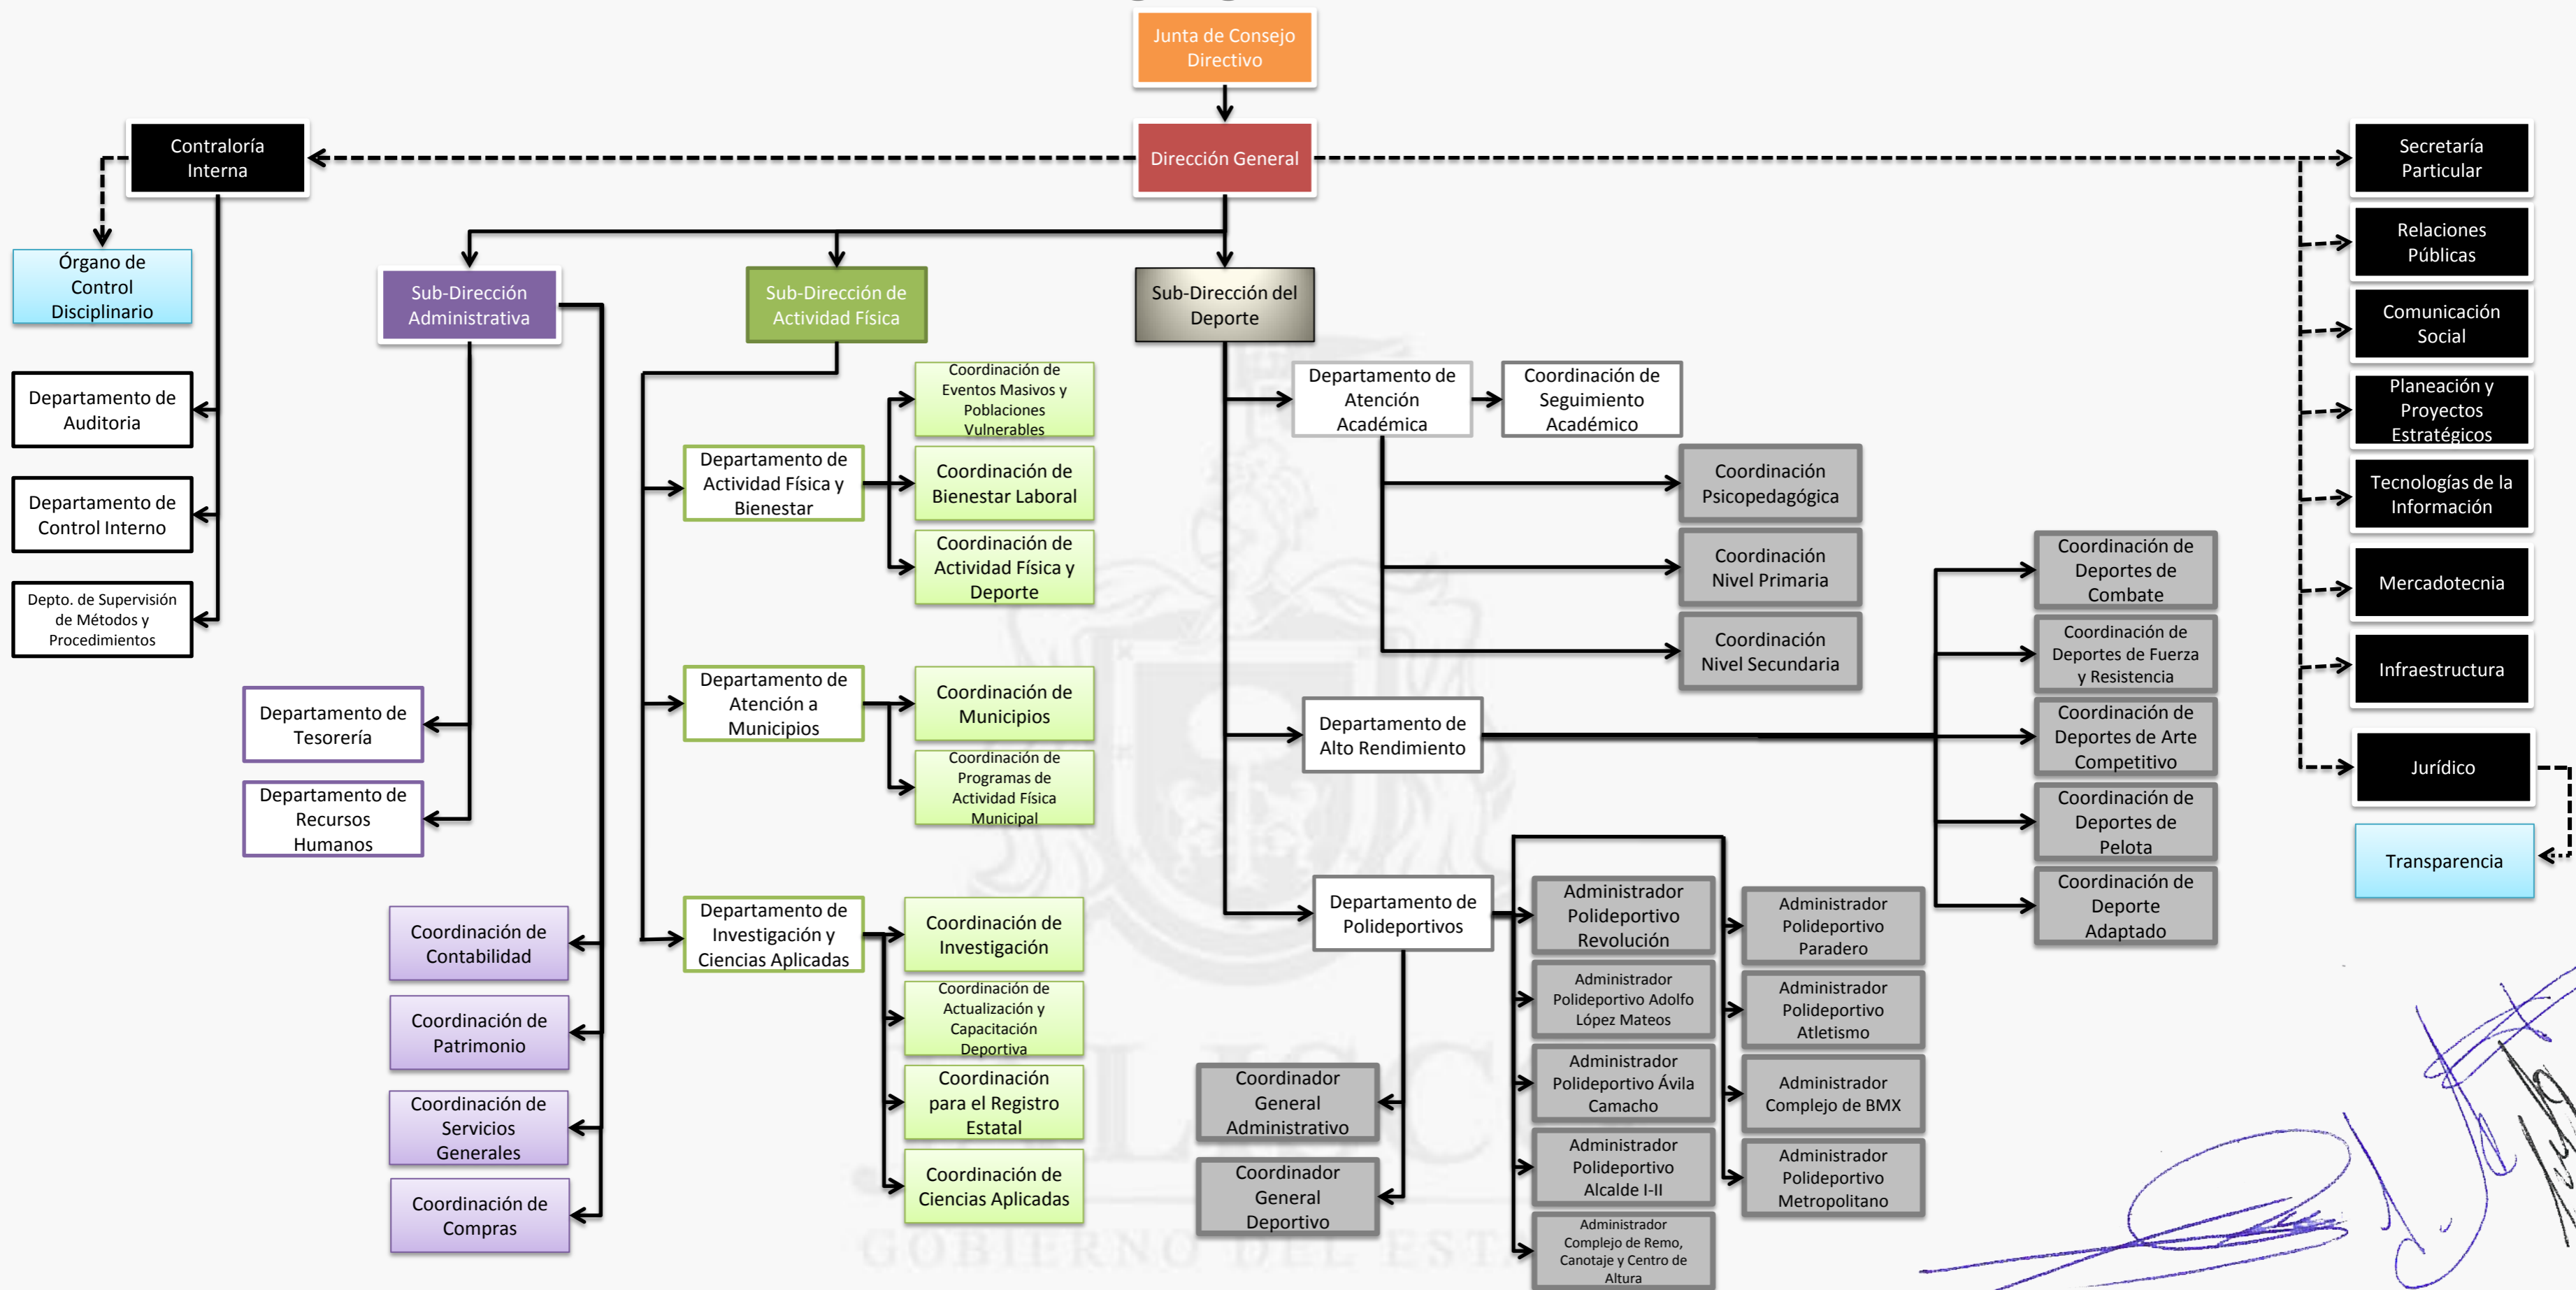 Junta de Consejo
Directivo
Contraloría
Interna
Dirección General
Secretaría
Particular
Relaciones
Públicas
Comunicación
Social
Planeación y
Proyectos
Estratégicos
Tecnologías de la
Información
Mercadotecnia
Infraestructura
Jurídico
Transparencia
Órgano de
Control
Disciplinario
Departamento de
Auditoria
Departamento de
Control Interno
Depto. de Supervisión
de Métodos y
Procedimientos
Sub-Dirección
Administrativa
Departamento de
Tesorería
Departamento de
Recursos
Humanos
Coordinación de
Contabilidad
Coordinación de
Patrimonio
Coordinación de
Servicios
Generales
Coordinación de
Compras
Sub-Dirección de
Actividad Física
Departamento de
Actividad Física y
Bienestar
Coordinación de
Eventos Masivos y
Poblaciones
Vulnerables
Coordinación de
Bienestar Laboral
Coordinación de
Actividad Física y
Deporte
Departamento de
Atención a
Municipios
Coordinación de
Municipios
Coordinación de
Programas de
Actividad Física
Municipal
Departamento de
Investigación y
Ciencias Aplicadas
Coordinación de
Investigación
Coordinación de
Actualización y
Capacitación
Deportiva
Coordinación
para el Registro
Estatal
Coordinación de
Ciencias Aplicadas
Sub-Dirección del
Deporte
Departamento de
Atención
Académica
Coordinación de
Seguimiento
Académico
Coordinación
Psicopedagógica
Coordinación
Nivel Primaria
Coordinación
Nivel Secundaria
Departamento de
Alto Rendimiento
Coordinación de
Deportes de
Combate
Coordinación de
Deportes de Fuerza
y Resistencia
Coordinación de
Deportes de Arte
Competitivo
Coordinación de
Deportes de
Pelota
Coordinación de
Deporte
Adaptado
Departamento de
Polideportivos
Coordinador
General
Administrativo
Coordinador
General
Deportivo
Administrador
Polideportivo
Revolución
Administrador
Polideportivo Adolfo
López Mateos
Administrador
Polideportivo Ávila
Camacho
Administrador
Polideportivo
Alcalde I-II
Administrador
Complejo de Remo,
Canotaje y Centro de
Altura
Administrador
Polideportivo
Paradero
Administrador
Polideportivo
Atletismo
Administrador
Complejo de BMX
Administrador
Polideportivo
Metropolitano
JALISCO
GOBIERNO DEL EST